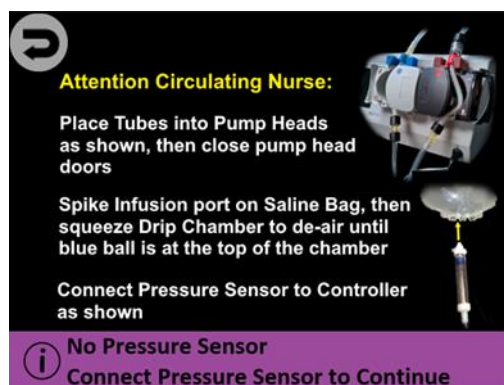 Attention Circulating Nurse:
Place Tubes into Pump Heads
as shown, then close pump head
doors
Spike Infusion port on Saline Bag, then
squeeze Drip Chamber to de-air until
blue ball is at the top of the chamber
Connect Pressure Sensor to Controller
as shown
No Pressure Sensor
Connect Pressure Sensor to Continue